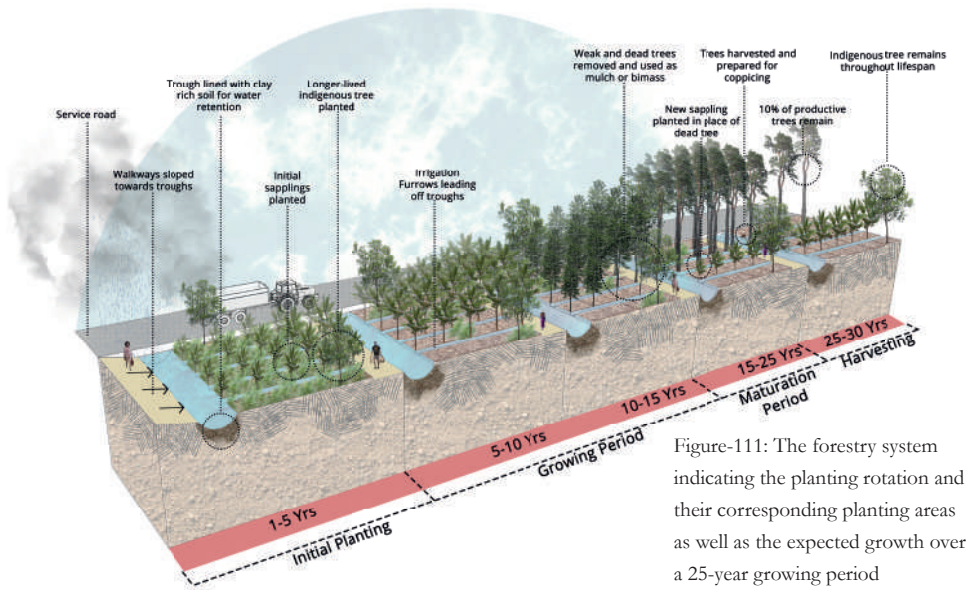 Weak and dead trees
removed and used as
mulch or bimass
Trees harvested and
prepared for
coppicing
Indigenous tree remains
throughout lifespan
Trough lined with clay
rich soil for water
retention
Longer-lived
indigenous tree
planted
Service road
New sappling
planted in place of
dead tree
10% of productive
trees remain
Walkways sloped
towards troughs
Initial
sapplings
planted
Irrigation
Furrows leading
off troughs
1-5 Yrs
5-10 Yrs
10-15 Yrs
15-25 Yrs
25-30 Yrs
Initial Planting
Growing Period
Maturation
Period
Harvesting
Figure-111: The forestry system
indicating the planting rotation and
their corresponding planting areas
as well as the expected growth over
a 25-year growing period